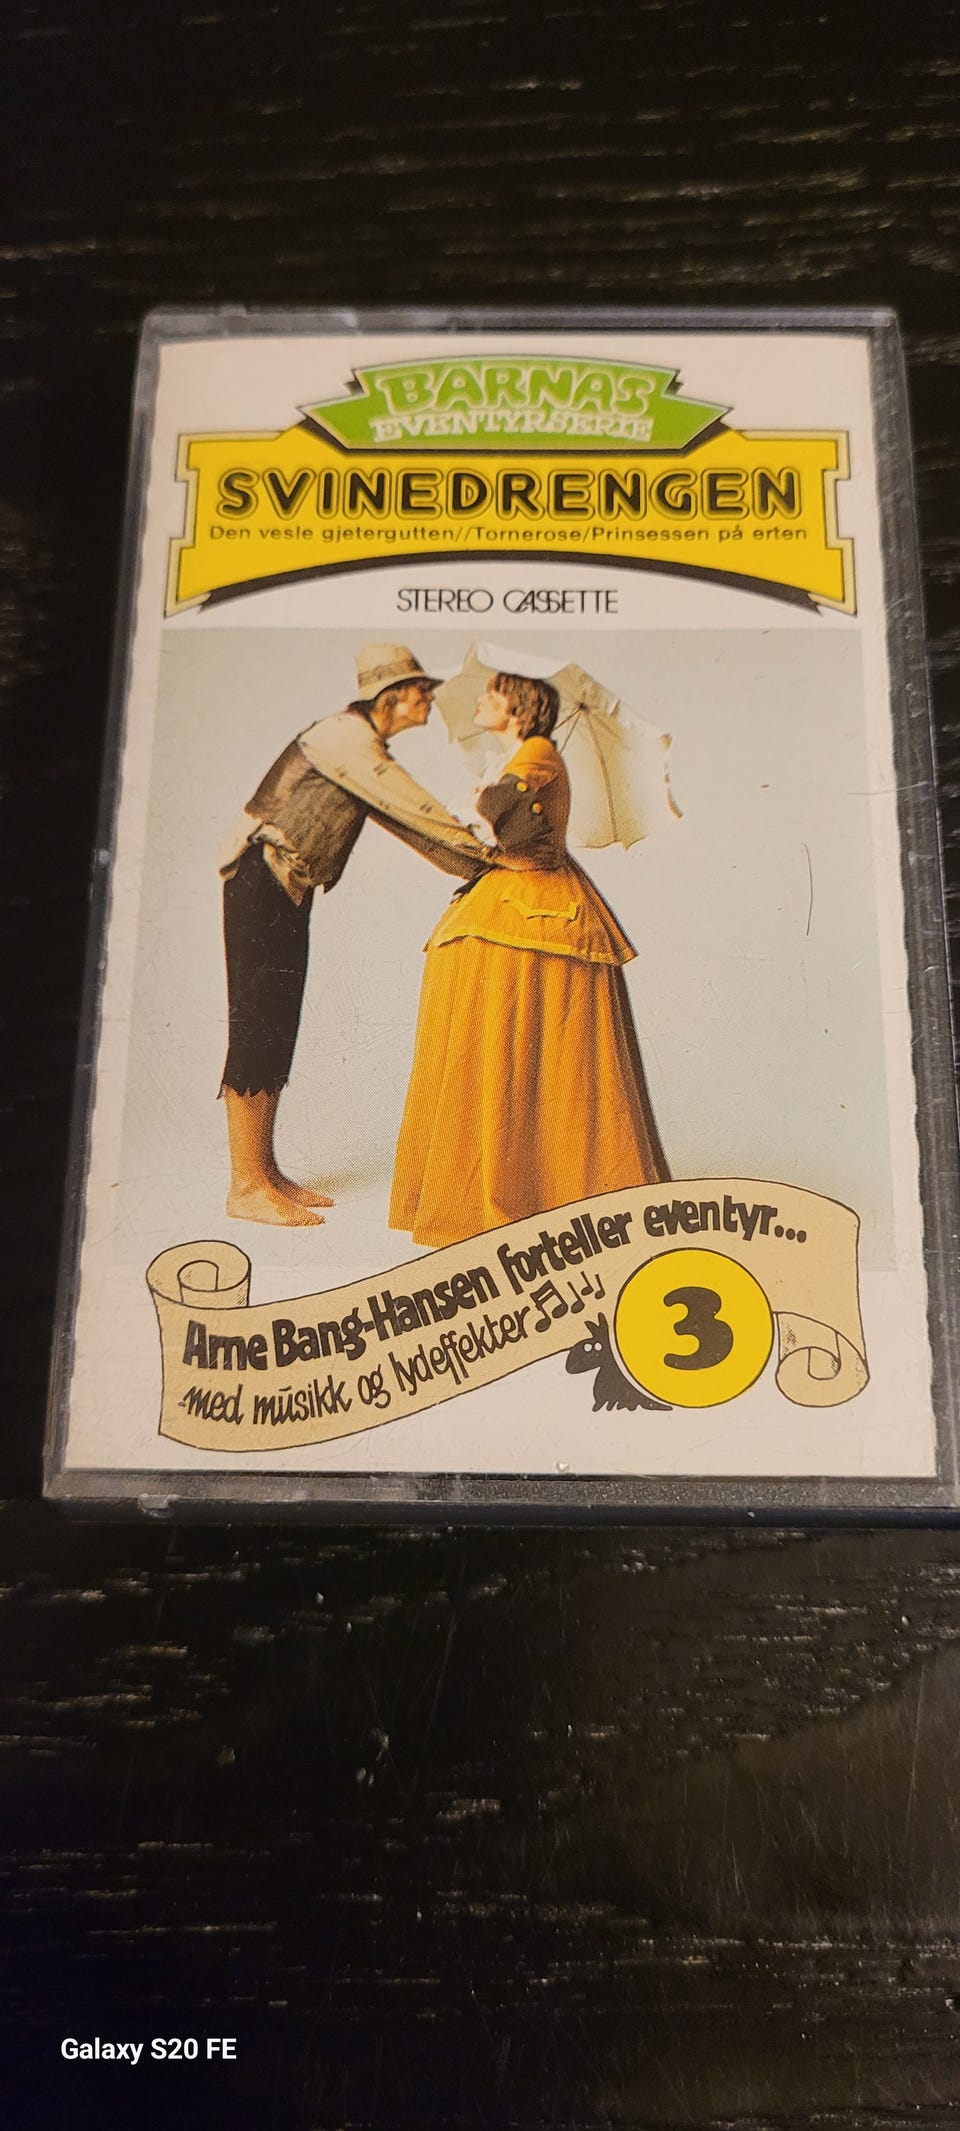 BARNAS
EVENTYRSERIE
SVINEDRENGEN
Den vesle gjetergutten//Tornerose/Prinsessen på erten
STEREO CASSETTE
Arne Bang-Hansen forteller eventyr...
-med musikk og lydeffekter
3
Galaxy S20 FE